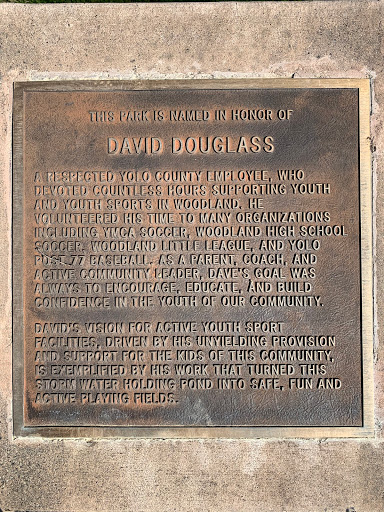 THIS PARK IS NAMED IN HONOR OF
DAVID DOUGLASS
A RESPECTED YOLO COUNTY EMPLOYEE, WHO
DEVOTED COUNTLESS HOURS SUPPORTING YOUTH
AND YOUTH SPORTS IN WOODLAND. HE
VOLUNTEERED HIS TIME TO MANY ORGANIZATIONS
INCLUDING YMCA SOCCER, WOODLAND HIGH SCHOOL
SOCCER, WOODLAND LITTLE LEAGUE, AND YOLO
POST 77 BASEBALL. AS A PARENT, COACH, AND
ACTIVE COMMUNITY LEADER, DAVE'S GOAL WAS
ALWAYS TO ENCOURAGE, EDUCATE, AND BUILD
CONFIDENCE IN THE YOUTH OF OUR COMMUNITY.
DAVID'S VISION FOR ACTIVE YOUTH SPORT
FACILITIES, DRIVEN BY HIS UNYIELDING PROVISION
AND SUPPORT FOR THE KIDS OF THIS COMMUNITY,
IS EXEMPLIFIED BY HIS WORK THAT TURNED THIS
STORM WATER HOLDING POND INTO SAFE, FUN AND
ACTIVE PLAYING FIELDS.